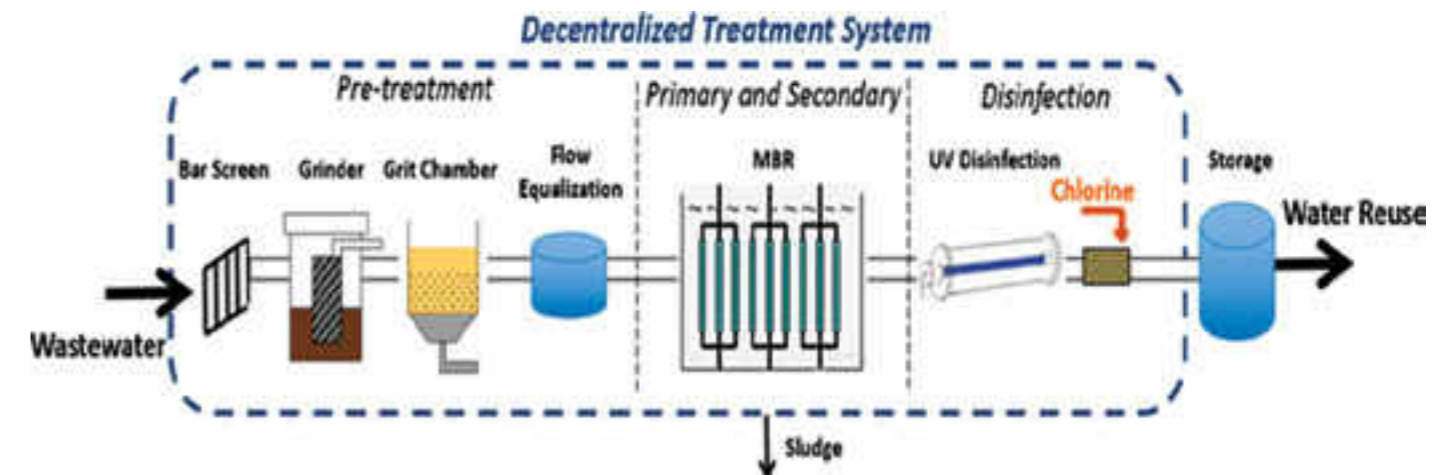 Decentralized Treatment System
Pre-treatment
Primary and Secondary
Disinfection
Bar Screen
Grinder
Grit Chamber
Flow
Equalization
MBR
UV Disinfection
Chlorine
Storage
Water Reuse
Wastewater
Sludge